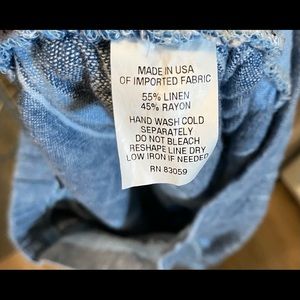 MADE IN USA
OF IMPORTED FABRIC
55% LINEN
45% RAYON
HAND WASH COLD
SEPARATELY
DO NOT BLEACH
RESHAPE LINE DRY
LOW IRON IF NEEDED
RN 83059